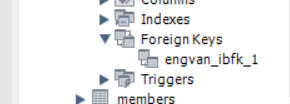 Columns
Indexes
Foreign Keys
engvan_ibfk_1
Triggers
members